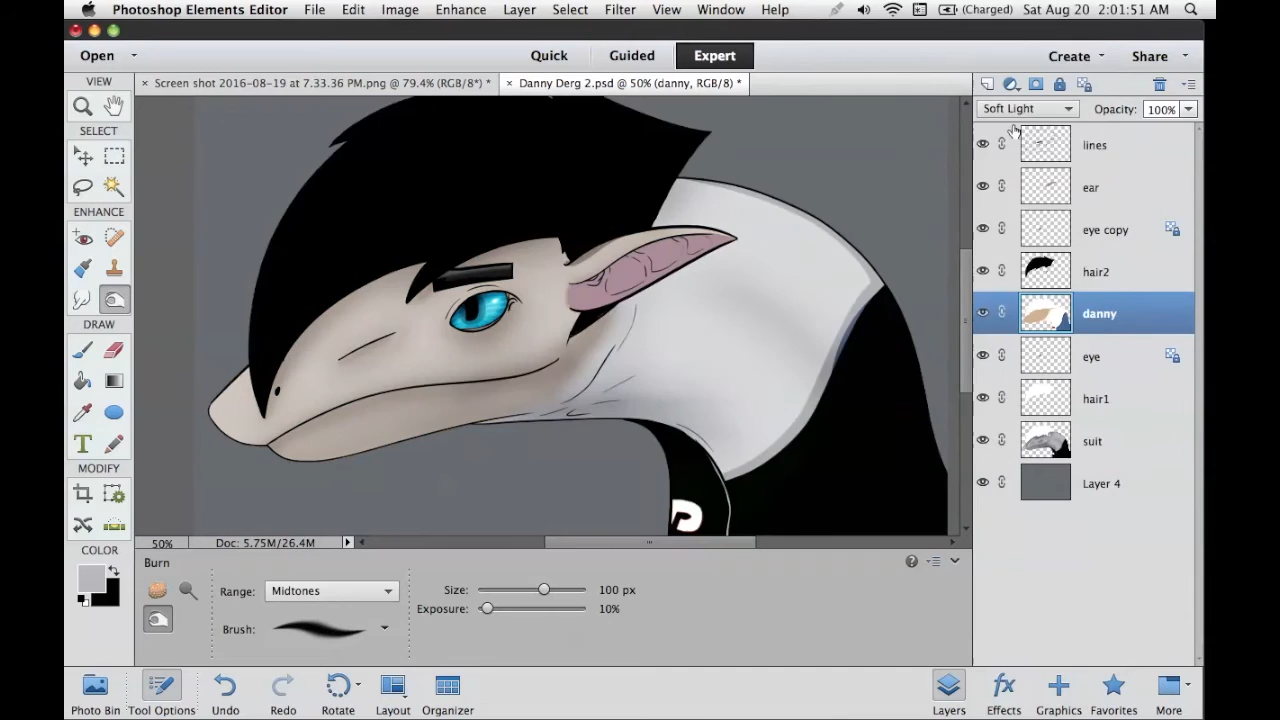 Photoshop Elements Editor File Edit Image Enhance Layer Select Filter View Window Help (Charged) Sat Aug 20 2:01:51 AM
Open Quick Guided Expert Create Share
VIEW × Screen shot 2016-08-19 at 7.33.36 PM.png @ 79.4% (RGB/8*) * × Danny Derg 2.psd @ 50% (danny, RGB/8) *
Soft Light Opacity: 100%
SELECT
lines
ear
ENHANCE
eye copy
hair2
danny
DRAW
eye
hair1
suit
T
MODIFY
Layer 4
P
50% Doc: 5.75M/26.4M
COLOR
Burn
Range: Midtones Size: 100 px
Exposure: 10%
Brush:
fx
Photo Bin Tool Options Undo Redo Rotate Layout Organizer Layers Effects Graphics Favorites More